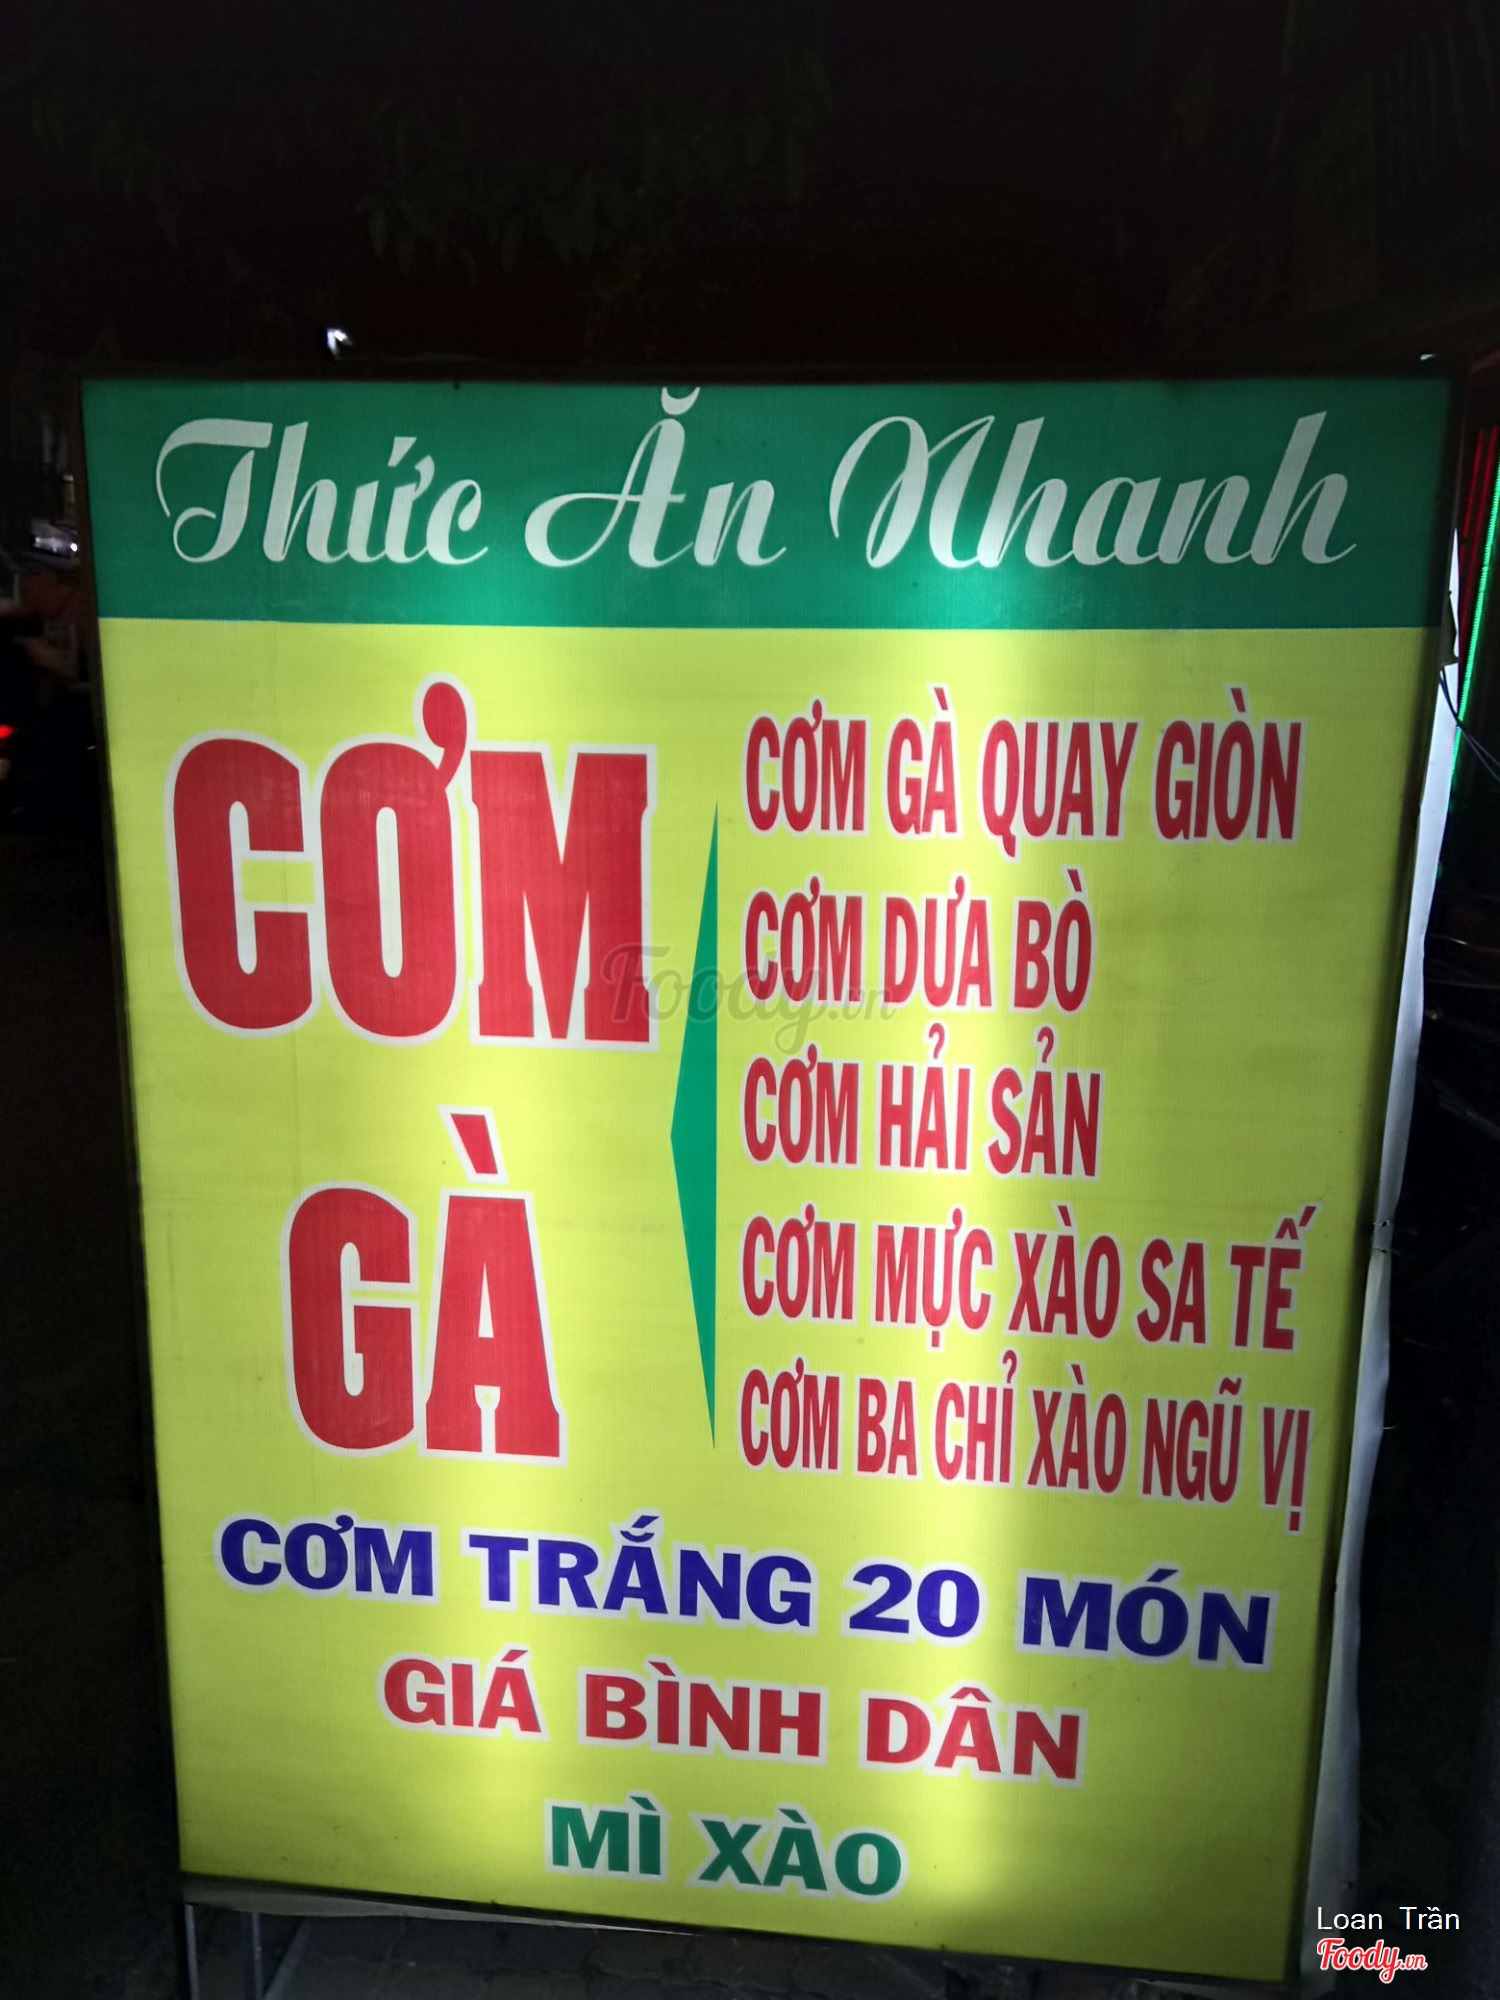 Thức Ăn Nhanh
CƠM
GÀ
CƠM GÀ QUAY GIÒN
CƠM DƯA BÒ
CƠM HẢI SẢN
CƠM MỰC XÀO SA TẾ
CƠM BA CHỈ XÀO NGŨ VỊ
CƠM TRẮNG 20 MÓN
GIÁ BÌNH DÂN
MÌ XÀO
Foody.vn
Loan Trần
Foody.vn